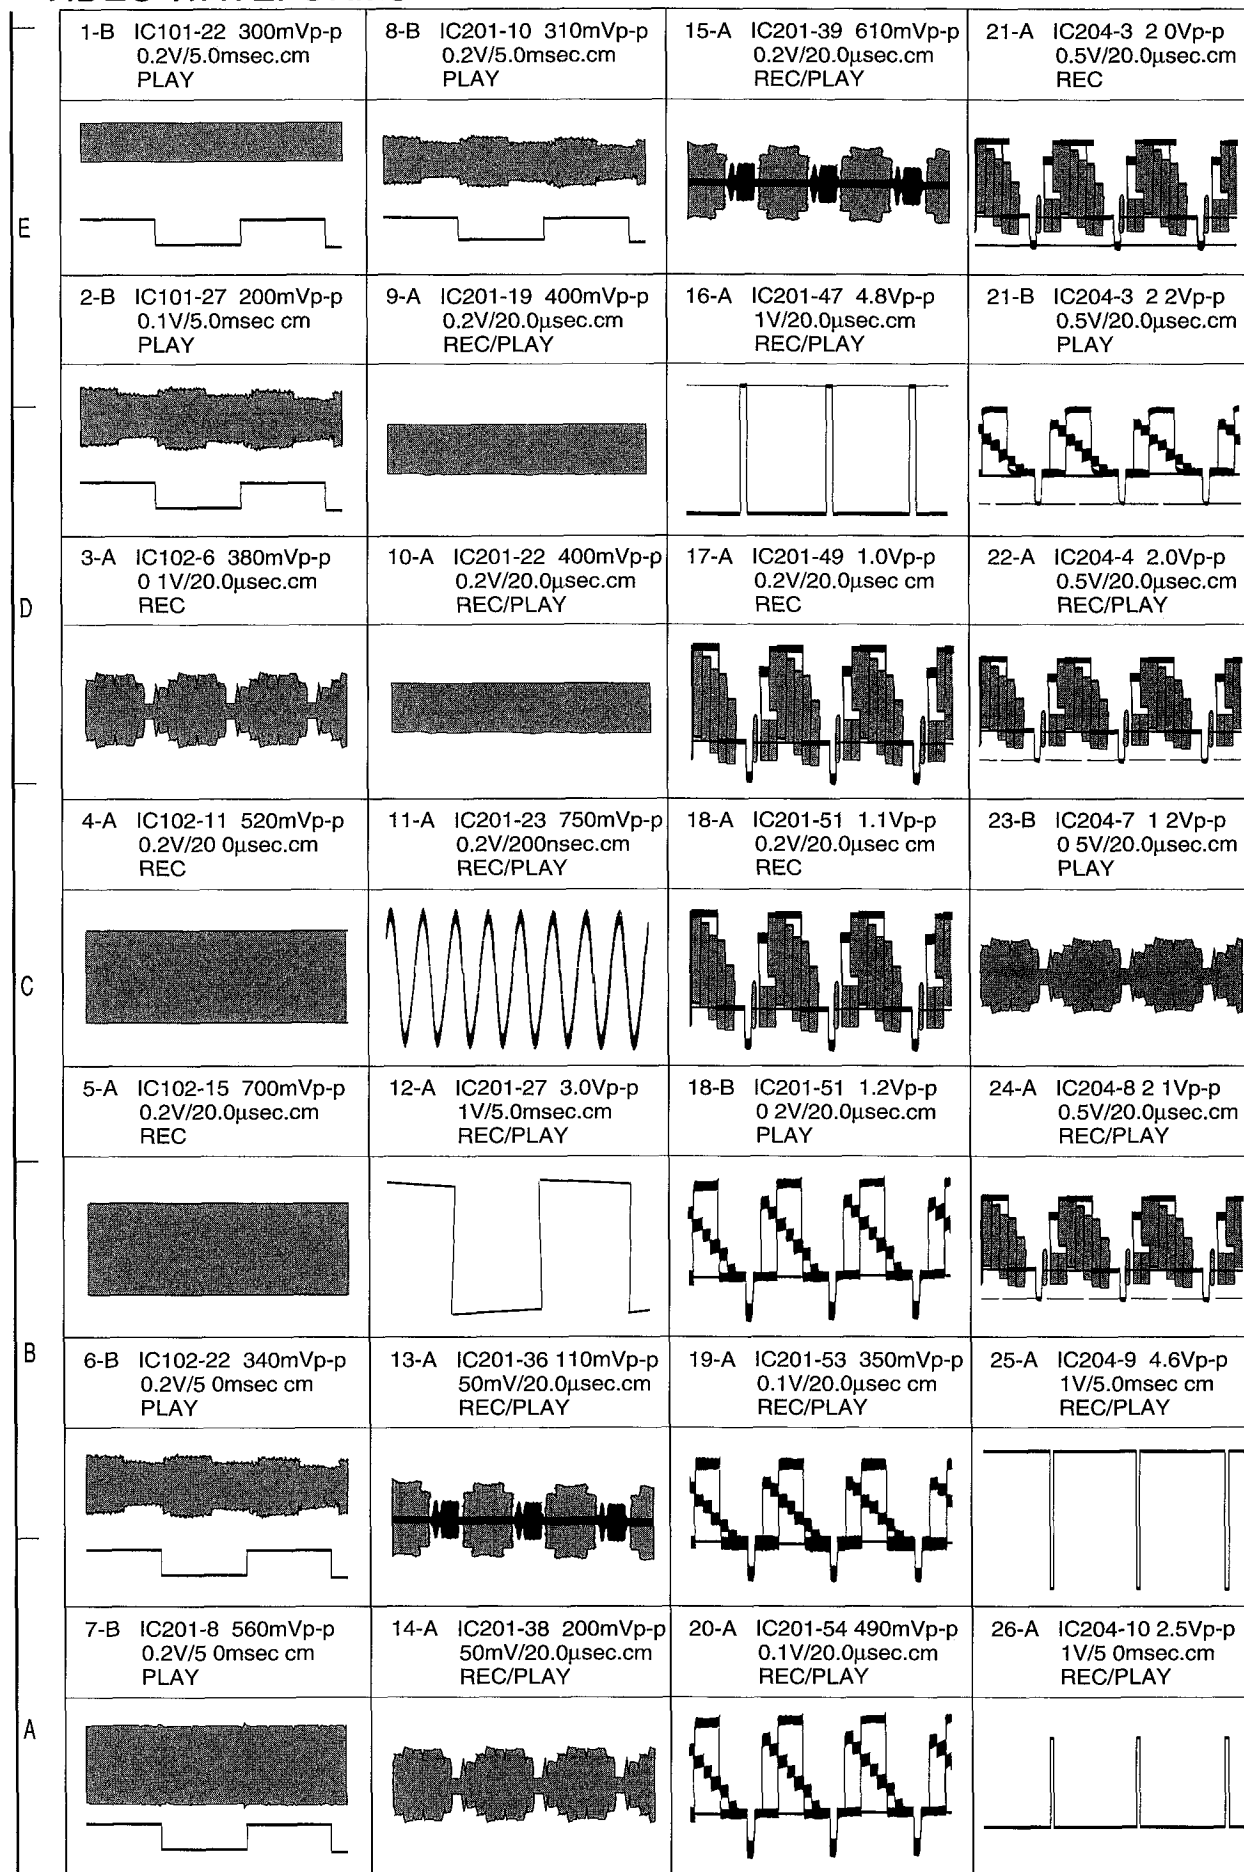 1-B IC101-22 300mVp-p
0.2V/5.0msec.cm
PLAY
8-B IC201-10 310mVp-p
0.2V/5.0msec.cm
PLAY
15-A IC201-39 610mVp-p
0.2V/20.0μsec.cm
REC/PLAY
21-A IC204-3 2 0Vp-p
0.5V/20.0μsec.cm
REC
E
2-B IC101-27 200mVp-p
0.1V/5.0msec cm
PLAY
9-A IC201-19 400mVp-p
0.2V/20.0μsec.cm
REC/PLAY
16-A IC201-47 4.8Vp-p
1V/20.0μsec.cm
REC/PLAY
21-B IC204-3 2 2Vp-p
0.5V/20.0μsec.cm
PLAY
3-A IC102-6 380mVp-p
0 1V/20.0μsec.cm
REC
10-A IC201-22 400mVp-p
0.2V/20.0μsec.cm
REC/PLAY
17-A IC201-49 1.0Vp-p
0.2V/20.0μsec cm
REC
22-A IC204-4 2.0Vp-p
0.5V/20.0μsec.cm
REC/PLAY
D
4-A IC102-11 520mVp-p
0.2V/20 0μsec.cm
REC
11-A IC201-23 750mVp-p
0.2V/200nsec.cm
REC/PLAY
18-A IC201-51 1.1Vp-p
0.2V/20.0μsec cm
REC
23-B IC204-7 1 2Vp-p
0 5V/20.0μsec.cm
PLAY
C
5-A IC102-15 700mVp-p
0.2V/20.0μsec.cm
REC
12-A IC201-27 3.0Vp-p
1V/5.0msec.cm
REC/PLAY
18-B IC201-51 1.2Vp-p
0 2V/20.0μsec.cm
PLAY
24-A IC204-8 2 1Vp-p
0.5V/20.0μsec.cm
REC/PLAY
B
6-B IC102-22 340mVp-p
0.2V/5 0msec cm
PLAY
13-A IC201-36 110mVp-p
50mV/20.0μsec.cm
REC/PLAY
19-A IC201-53 350mVp-p
0.1V/20.0μsec cm
REC/PLAY
25-A IC204-9 4.6Vp-p
1V/5.0msec cm
REC/PLAY
7-B IC201-8 560mVp-p
0.2V/5 0msec cm
PLAY
14-A IC201-38 200mVp-p
50mV/20.0μsec.cm
REC/PLAY
20-A IC201-54 490mVp-p
0.1V/20.0μsec.cm
REC/PLAY
26-A IC204-10 2.5Vp-p
1V/5 0msec.cm
REC/PLAY
A